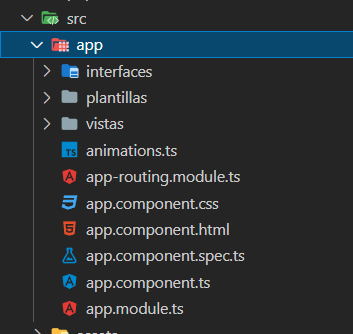 src
app
interfaces
plantillas
vistas
TS animations.ts
app-routing.module.ts
app.component.css
app.component.html
app.component.spec.ts
app.component.ts
app.module.ts